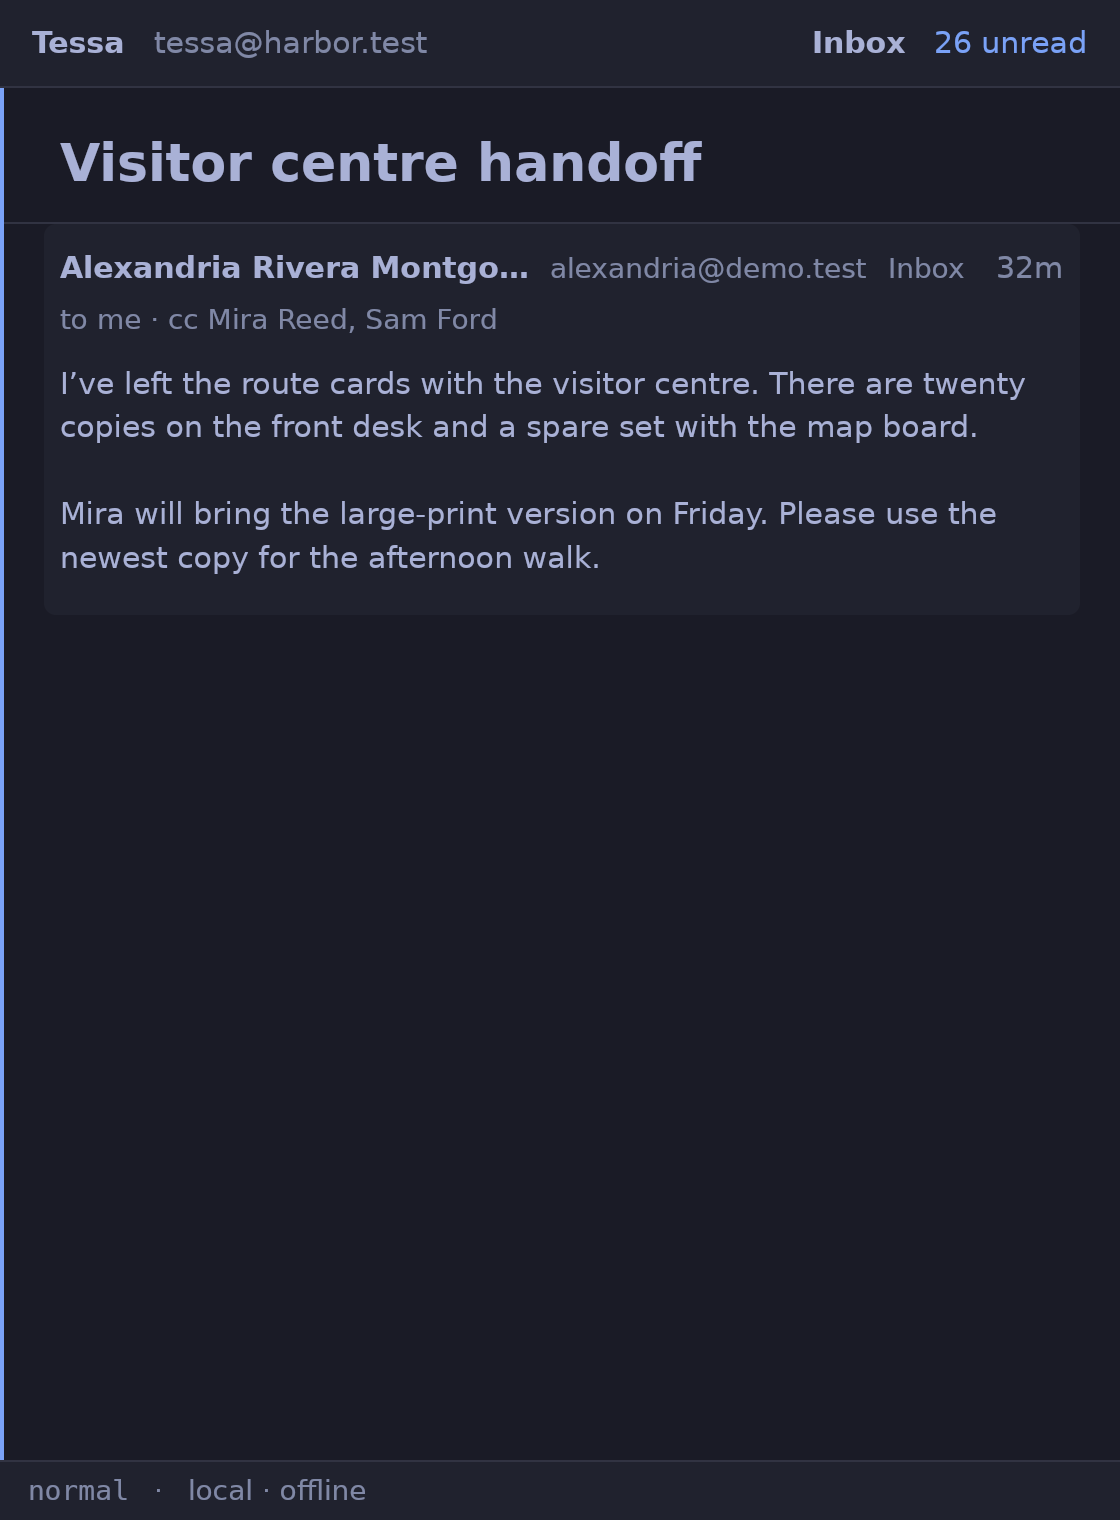 Tessa tessa@harbor.test Inbox 26 unread
Visitor centre handoff
Alexandria Rivera Montgo… alexandria@demo.test Inbox 32m
to me · cc Mira Reed, Sam Ford
I’ve left the route cards with the visitor centre. There are twenty
copies on the front desk and a spare set with the map board.
Mira will bring the large-print version on Friday. Please use the
newest copy for the afternoon walk.
normal · local · offline